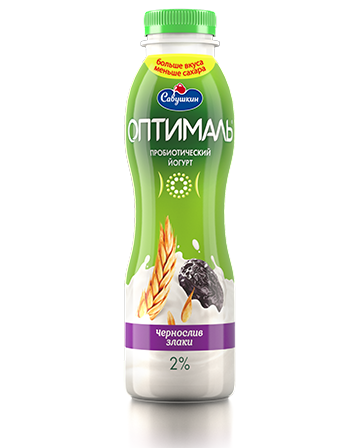 больше вкуса
меньше сахара
Савушкин
ОПТИМАЛЬ
ПРОБИОТИЧЕСКИЙ
ЙОГУРТ
чернослив
злаки
2%